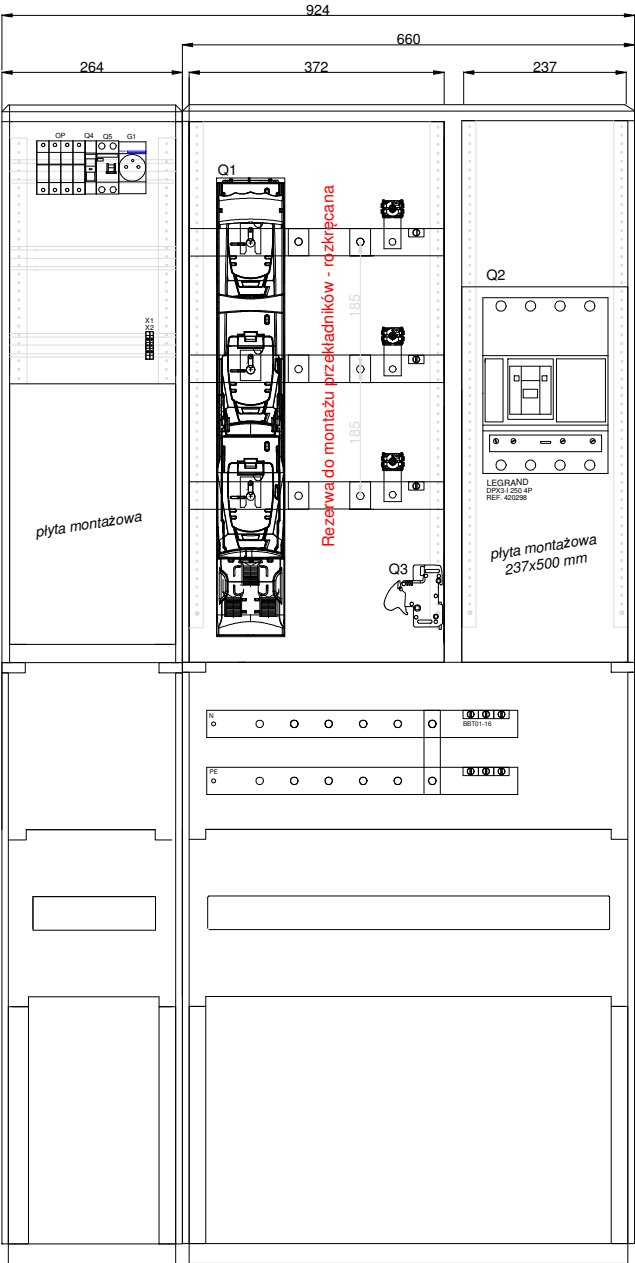 924
660
264
372
237
OP Q4 Q5 G1
Q1
Q2
X1
X2
Rezerwa do montażu przekładników - rozkręcana
185
185
LEGRAND
DPX3-I 250 4P
REF. 420298
płyta montażowa
płyta montażowa
237x500 mm
Q3
N
BBT01-16
PE